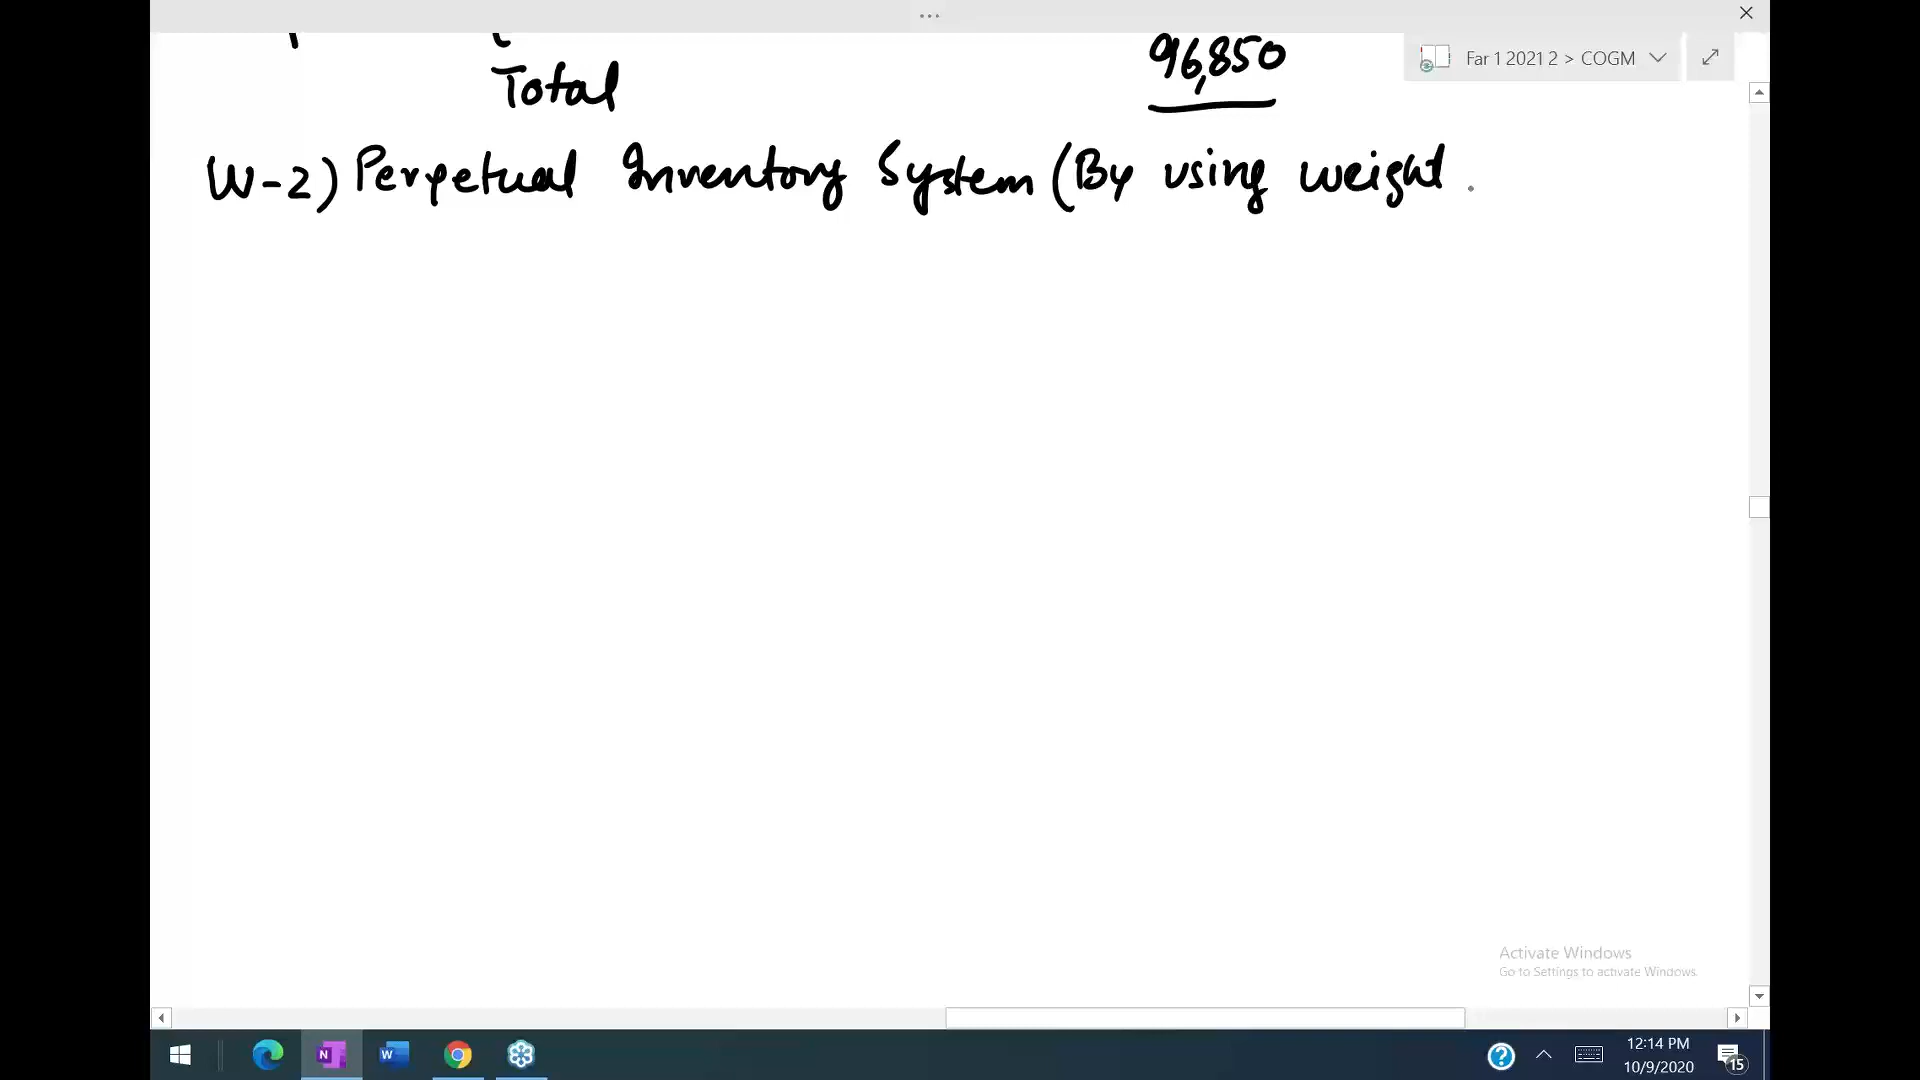 96,850
Far 1 2021 2 > COGM
Total
W-2) Perpetual Inventory System (By using weight
Activate Windows
Go to Settings to activate Windows.
N
W
12:14 PM
10/9/2020
15